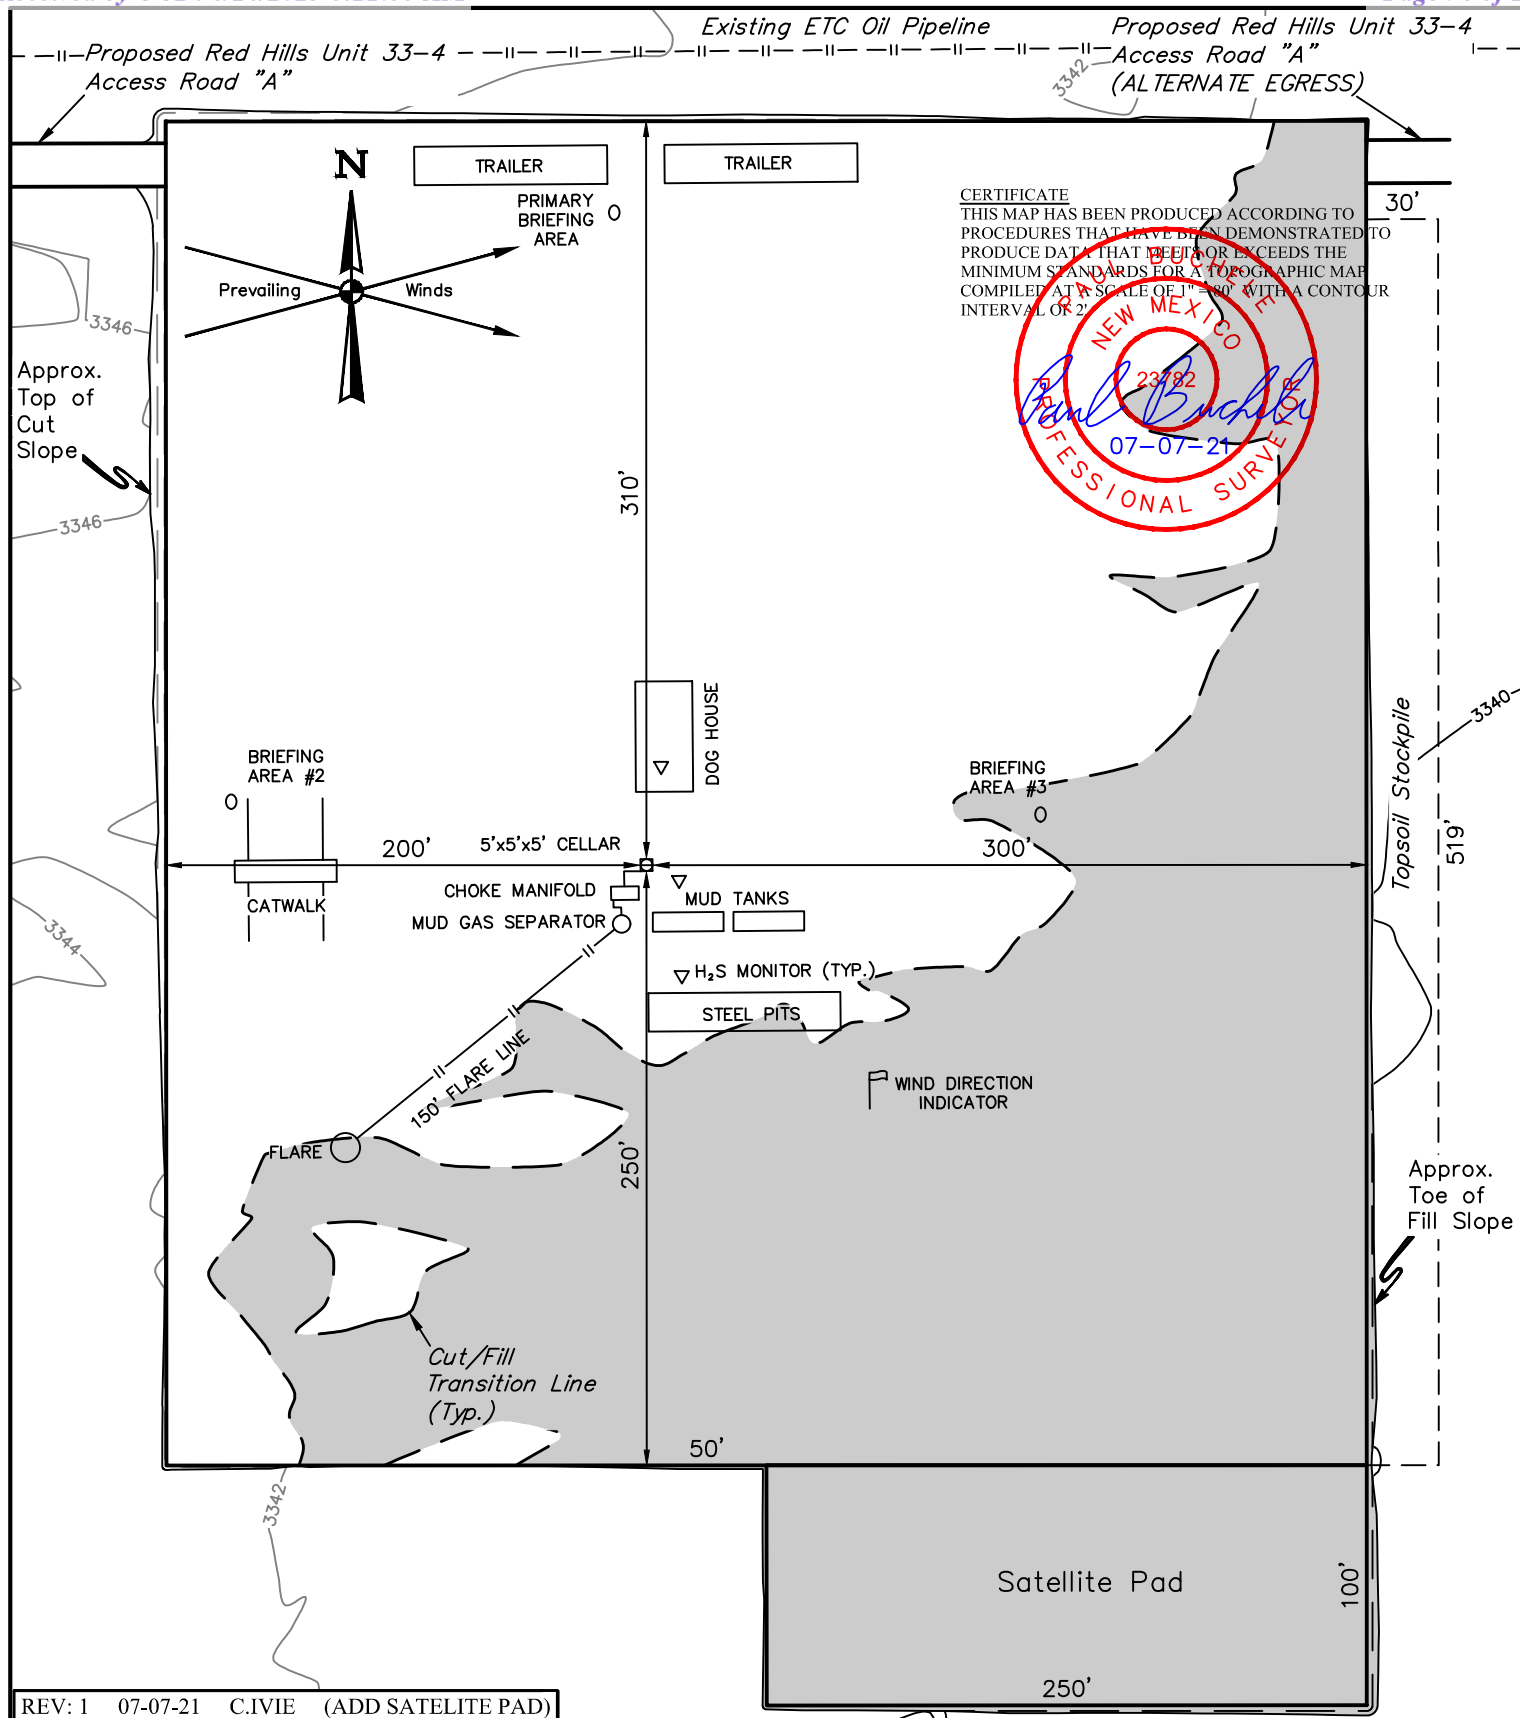 Existing ETC Oil Pipeline
Proposed Red Hills Unit 33-4
Access Road "A"
Proposed Red Hills Unit 33-4
Access Road "A"
(ALTERNATE EGRESS)
3342
N
TRAILER
TRAILER
PRIMARY
BRIEFING
AREA
Prevailing
Winds
30'
CERTIFICATE
THIS MAP HAS BEEN PRODUCED ACCORDING TO
PROCEDURES THAT HAVE BEEN DEMONSTRATED TO
PRODUCE DATA THAT MEETS OR EXCEEDS THE
MINIMUM STANDARDS FOR A TOPOGRAPHIC MAP
COMPILED AT A SCALE OF 1" = 80' WITH A CONTOUR
INTERVAL OF 2'
PAUL BUCHELE
NEW MEXICO
23782
Paul Buchele
07-07-21
PROFESSIONAL SURVEYOR
3346
Approx.
Top of
Cut
Slope
3346
310'
DOG HOUSE
BRIEFING
AREA #2
BRIEFING
AREA #3
Topsoil Stockpile
3340
519'
200'
5'x5'x5' CELLAR
300'
CHOKE MANIFOLD
MUD GAS SEPARATOR
MUD TANKS
CATWALK
3344
H₂S MONITOR (TYP.)
STEEL PITS
150' FLARE LINE
WIND DIRECTION
INDICATOR
FLARE
250'
Approx.
Toe of
Fill Slope
Cut/Fill
Transition Line
(Typ.)
50'
3342
Satellite Pad
100'
250'
REV: 1 07-07-21 C.IVIE (ADD SATELITE PAD)